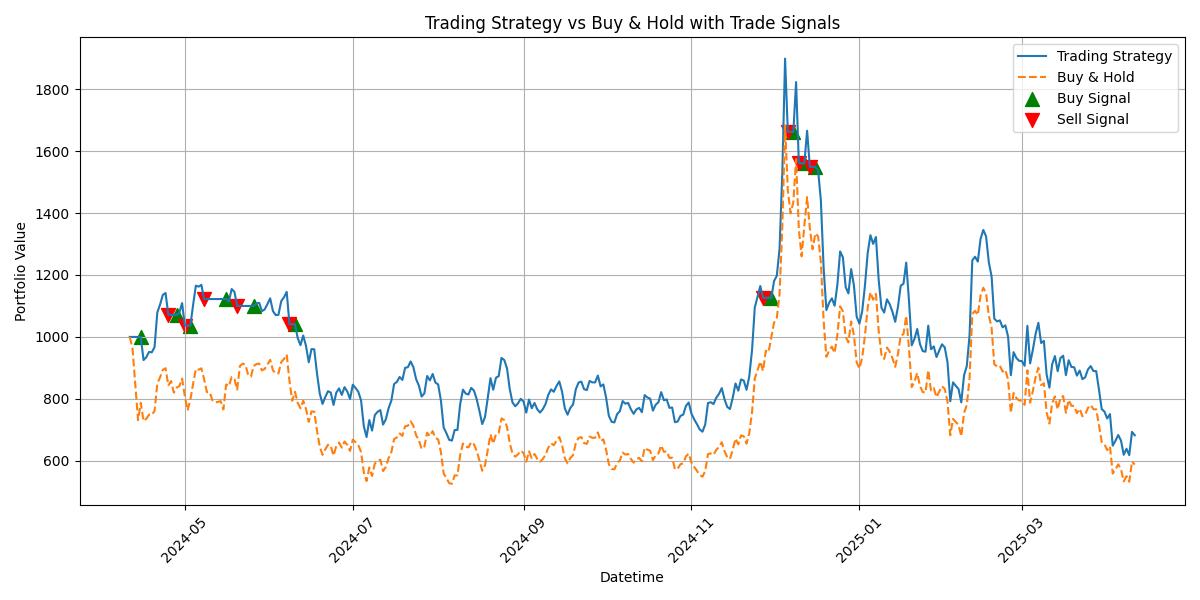 Trading Strategy vs Buy & Hold with Trade Signals
Trading Strategy
Buy & Hold
Buy Signal
Sell Signal
Portfolio Value
1800
1600
1400
1200
1000
800
600
2024-05
2024-07
2024-09
2024-11
2025-01
2025-03
Datetime